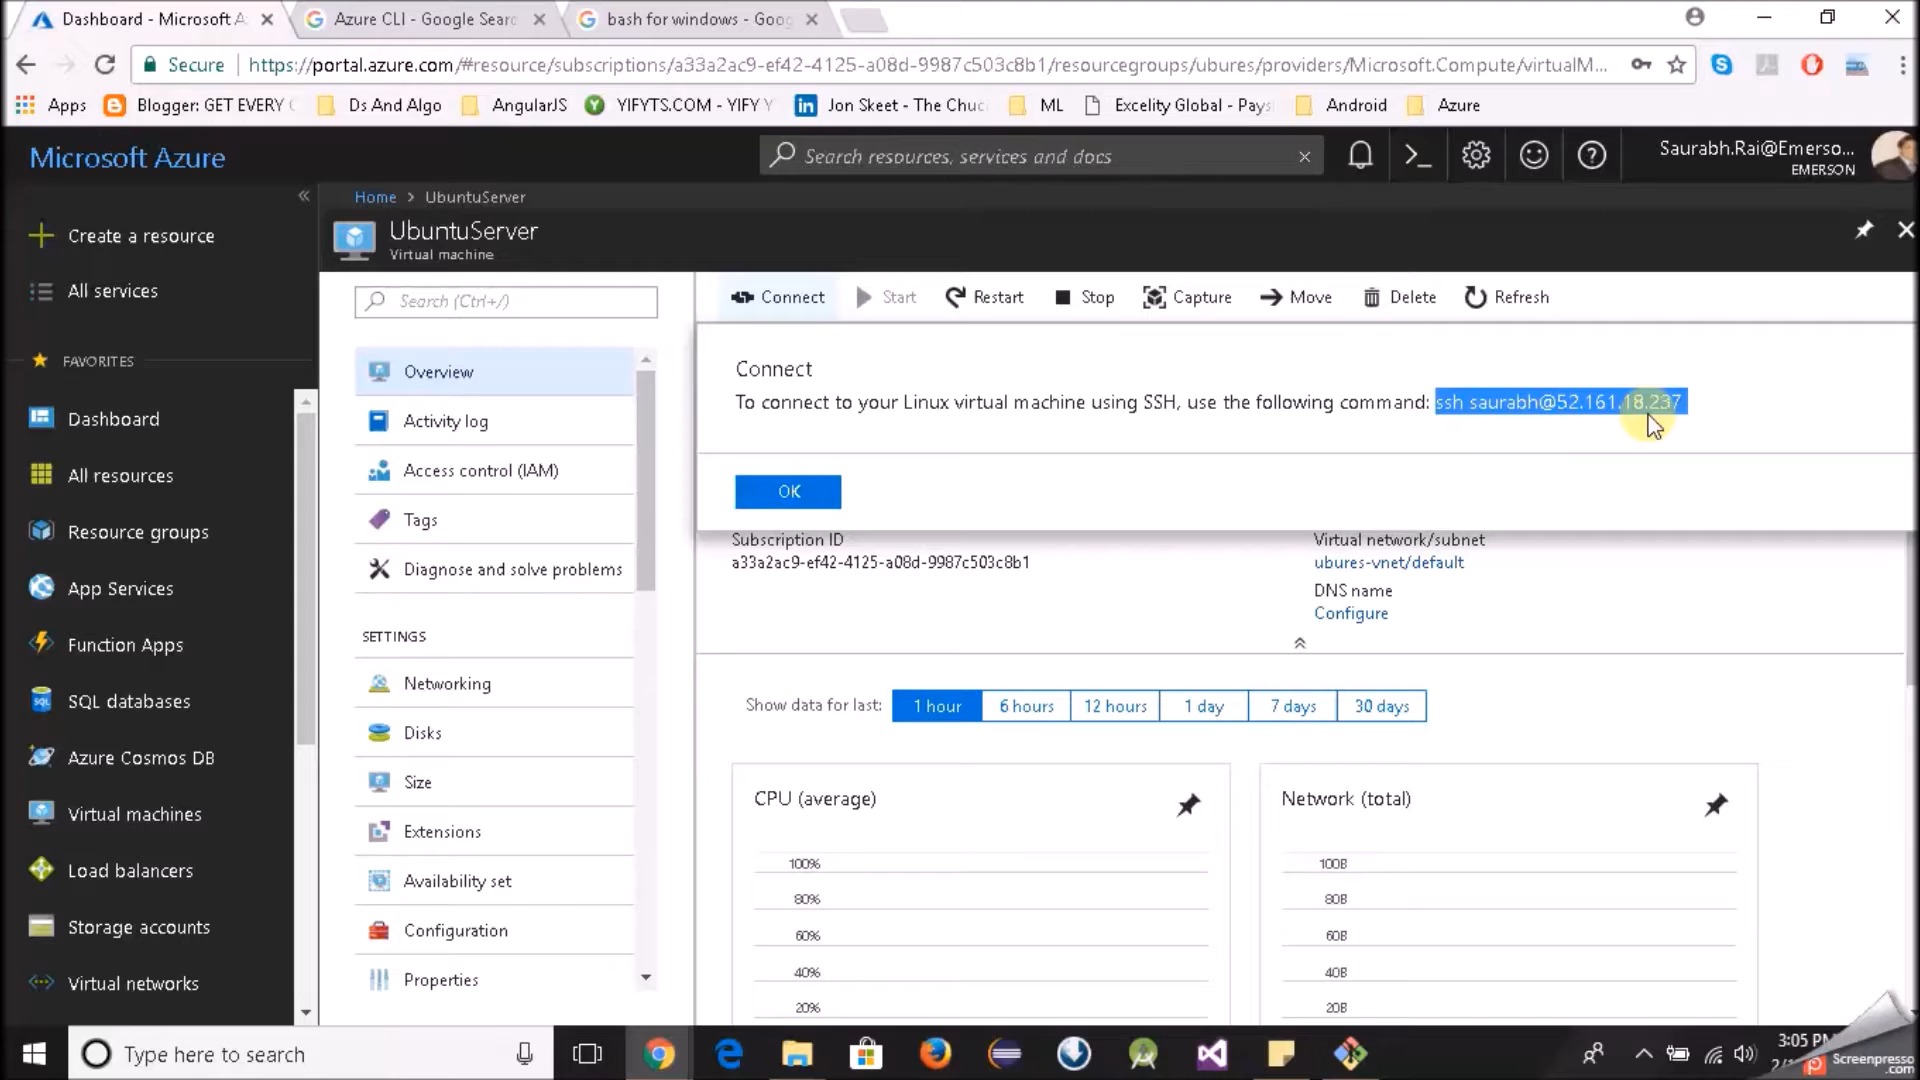 Dashboard - Microsoft A
Azure CLI - Google Searc
bash for windows - Goog
Secure
https://portal.azure.com/#resource/subscriptions/a33a2ac9-ef42-4125-a08d-9987c503c8b1/resourcegroups/ubures/providers/Microsoft.Compute/virtualM...
Apps
Blogger: GET EVERY
Ds And Algo
AngularJS
YIFYTS.COM - YIFY
Jon Skeet - The Chuc
ML
Excelity Global - Pays
Android
Azure
Microsoft Azure
Search resources, services and docs
Saurabh.Rai@Emerso...
EMERSON
Home > UbuntuServer
UbuntuServer
Virtual machine
Create a resource
All services
FAVORITES
Dashboard
All resources
Resource groups
App Services
Function Apps
SQL databases
Azure Cosmos DB
Virtual machines
Load balancers
Storage accounts
Virtual networks
Search (Ctrl+/)
Overview
Activity log
Access control (IAM)
Tags
Diagnose and solve problems
SETTINGS
Networking
Disks
Size
Extensions
Availability set
Configuration
Properties
Connect
Start
Restart
Stop
Capture
Move
Delete
Refresh
Connect
To connect to your Linux virtual machine using SSH, use the following command: ssh saurabh@52.161.18.237
OK
Subscription ID
a33a2ac9-ef42-4125-a08d-9987c503c8b1
Virtual network/subnet
ubures-vnet/default
DNS name
Configure
Show data for last:
1 hour
6 hours
12 hours
1 day
7 days
30 days
CPU (average)
100%
80%
60%
40%
20%
Network (total)
100B
80B
60B
40B
20B
Type here to search
3:05 PM
Screenpresso
.com